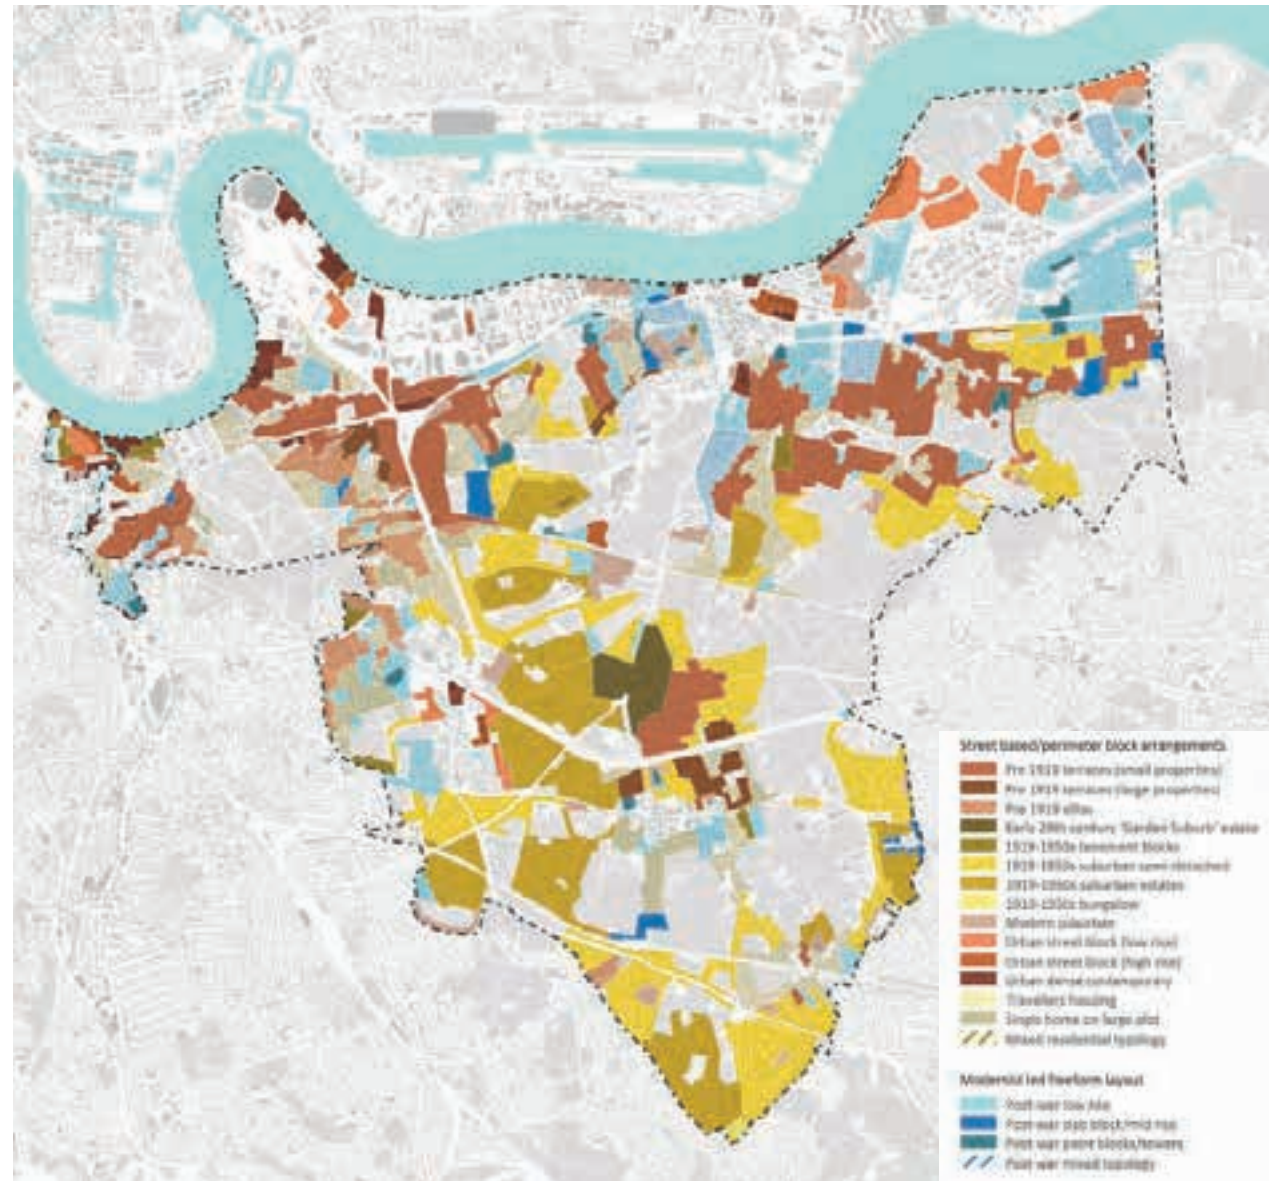 Street based/perimeter block arrangements
Pre 1919 terraces (small properties)
Pre 1919 terraces (large properties)
Pre 1919 villas
Early 20th century 'Garden Suburb' estate
1919-1950s tenement blocks
1919-1950s suburban semi-detached
1919-1950s suburban estates
1919-1950s bungalow
Modern suburban
Urban street block (low rise)
Urban street block (high rise)
Urban dense contemporary
Travellers housing
Single home on large plot
Mixed residential typology
Modernist led freeform layout
Post-war low rise
Post-war slab block/mid rise
Post-war point blocks/towers
Post-war mixed typology